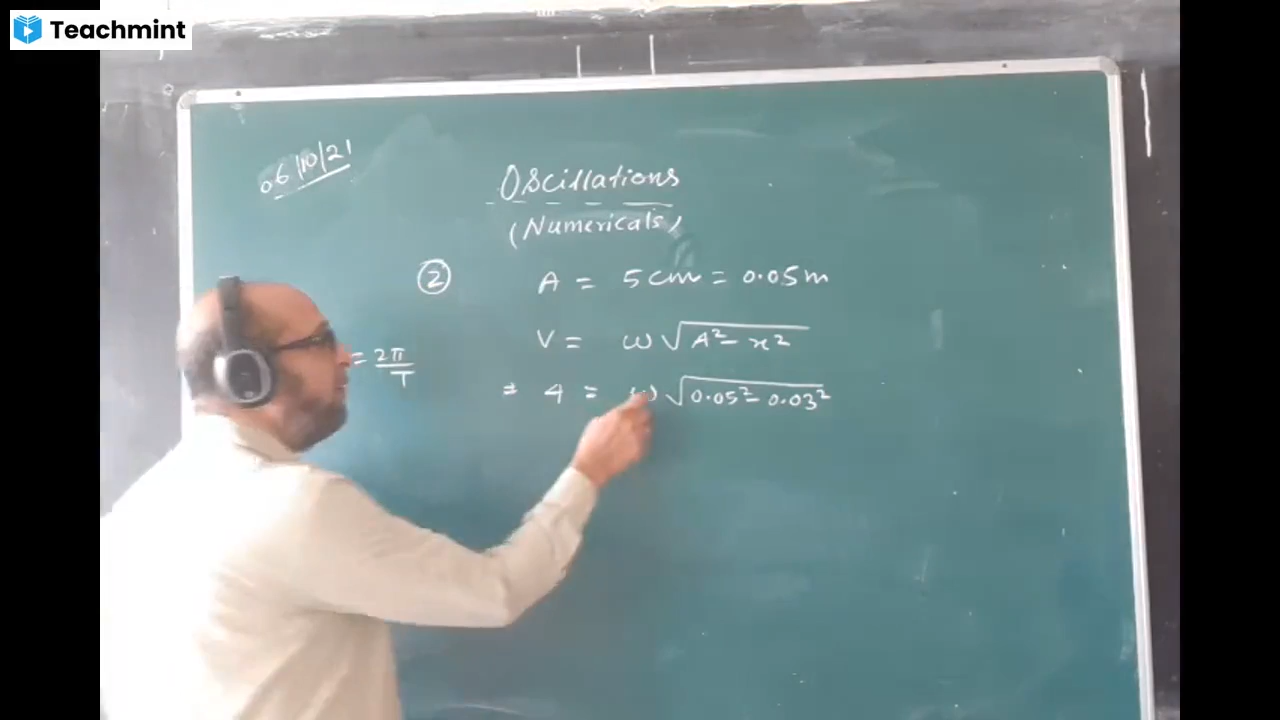 Teachmint
06/10/21
Oscillations
(Numericals)
② A = 5cm = 0.05m
V = ω√A²-x²
= 2π/T
⇒ 4 = ω√0.05²-0.03²